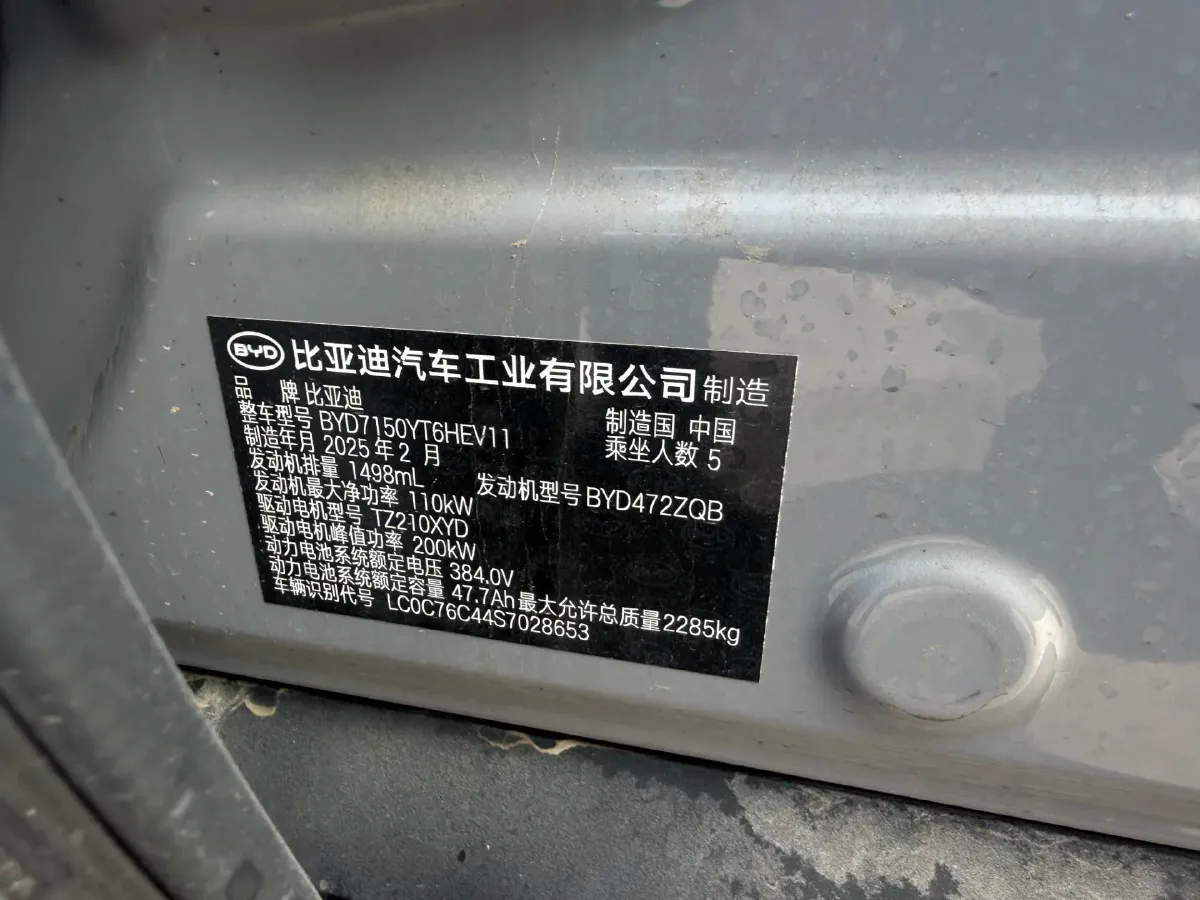 BYD 比亚迪汽车工业有限公司 制造
品 牌 比亚迪
整车型号 BYD7150YT6HEV11 制造国 中国
制造年月 2025 年 2 月 乘坐人数 5
发动机排量 1498mL 发动机型号 BYD472ZQB
发动机最大净功率 110kW
驱动电机型号 TZ210XYD
驱动电机峰值功率 200kW
动力电池系统额定电压 384.0V
动力电池系统额定容量 47.7Ah 最大允许总质量 2285kg
车辆识别代号 LC0C76C44S7028653